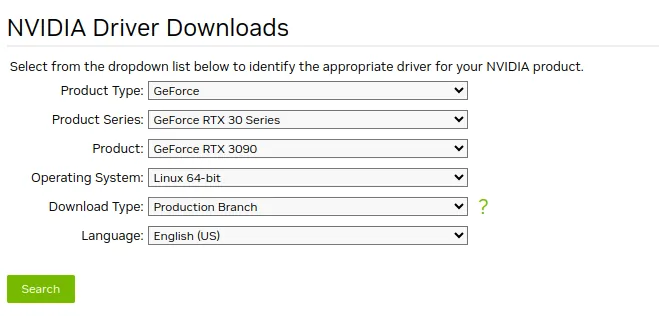 NVIDIA Driver Downloads
Select from the dropdown list below to identify the appropriate driver for your NVIDIA product.
Product Type: GeForce
Product Series: GeForce RTX 30 Series
Product: GeForce RTX 3090
Operating System: Linux 64-bit
Download Type: Production Branch ?
Language: English (US)
Search